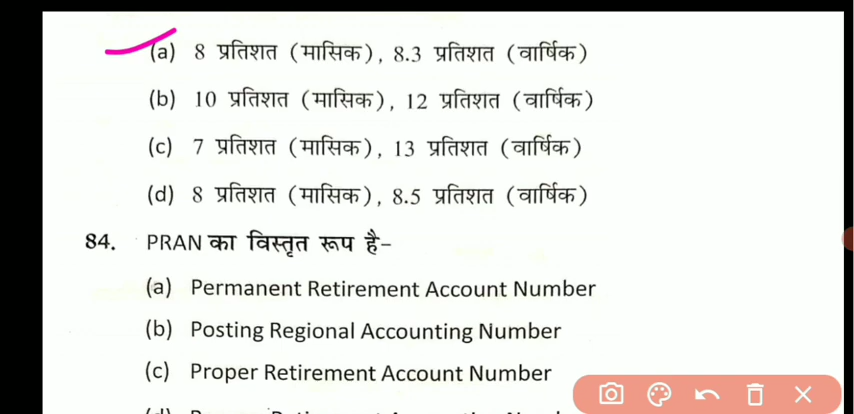 (a) 8 प्रतिशत (मासिक), 8.3 प्रतिशत (वार्षिक)
(b) 10 प्रतिशत (मासिक), 12 प्रतिशत (वार्षिक)
(c) 7 प्रतिशत (मासिक), 13 प्रतिशत (वार्षिक)
(d) 8 प्रतिशत (मासिक), 8.5 प्रतिशत (वार्षिक)
84. PRAN का विस्तृत रूप है–
(a) Permanent Retirement Account Number
(b) Posting Regional Accounting Number
(c) Proper Retirement Account Number